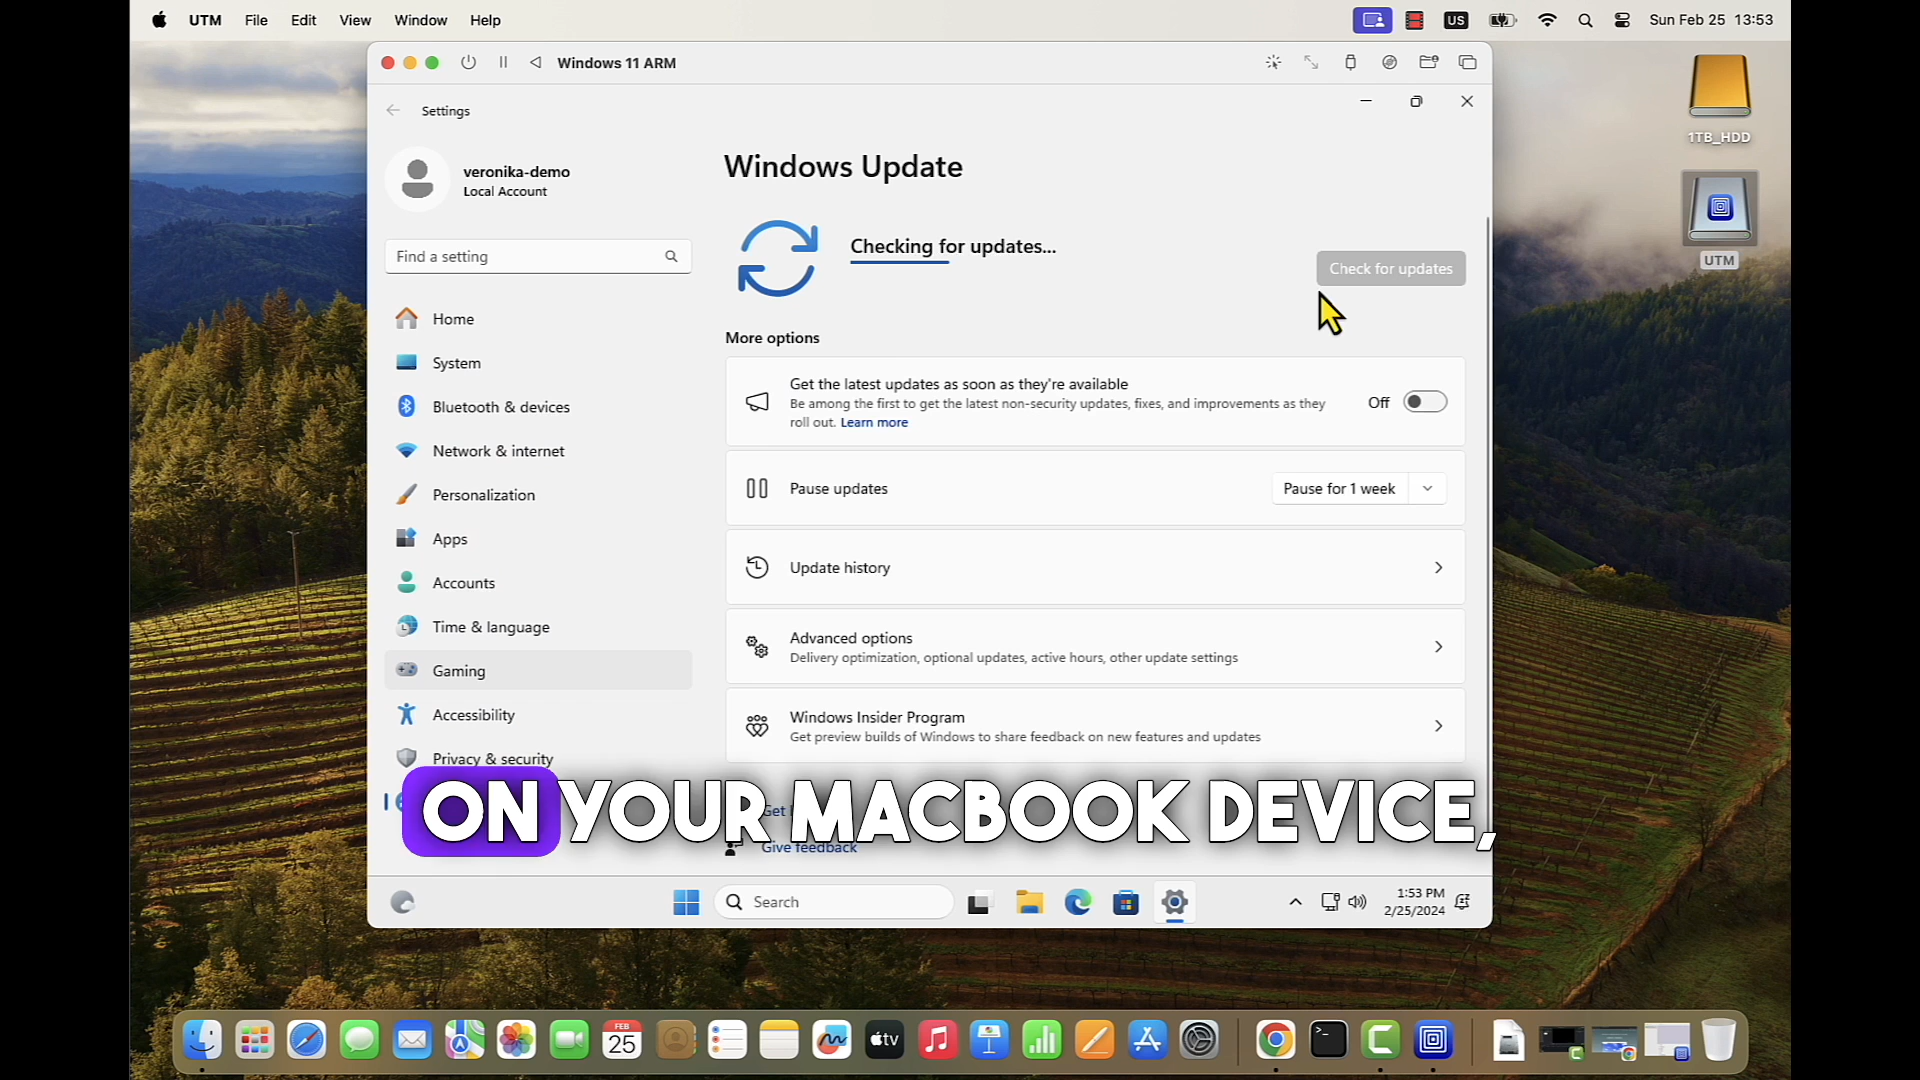 UTM File Edit View Window Help US Sun Feb 25 13:53
Windows 11 ARM
1TB_HDD
UTM
Settings
veronika-demo
Local Account
Find a setting
Home
System
Bluetooth & devices
Network & internet
Personalization
Apps
Accounts
Time & language
Gaming
Accessibility
Privacy & security
Windows Update
Checking for updates...
Check for updates
More options
Get the latest updates as soon as they're available
Be among the first to get the latest non-security updates, fixes, and improvements as they
roll out. Learn more
Off
Pause updates
Pause for 1 week
Update history
Advanced options
Delivery optimization, optional updates, active hours, other update settings
Windows Insider Program
Get preview builds of Windows to share feedback on new features and updates
Get
ON YOUR MACBOOK DEVICE,
Give feedback
Search
1:53 PM
2/25/2024
FEB
25
tv